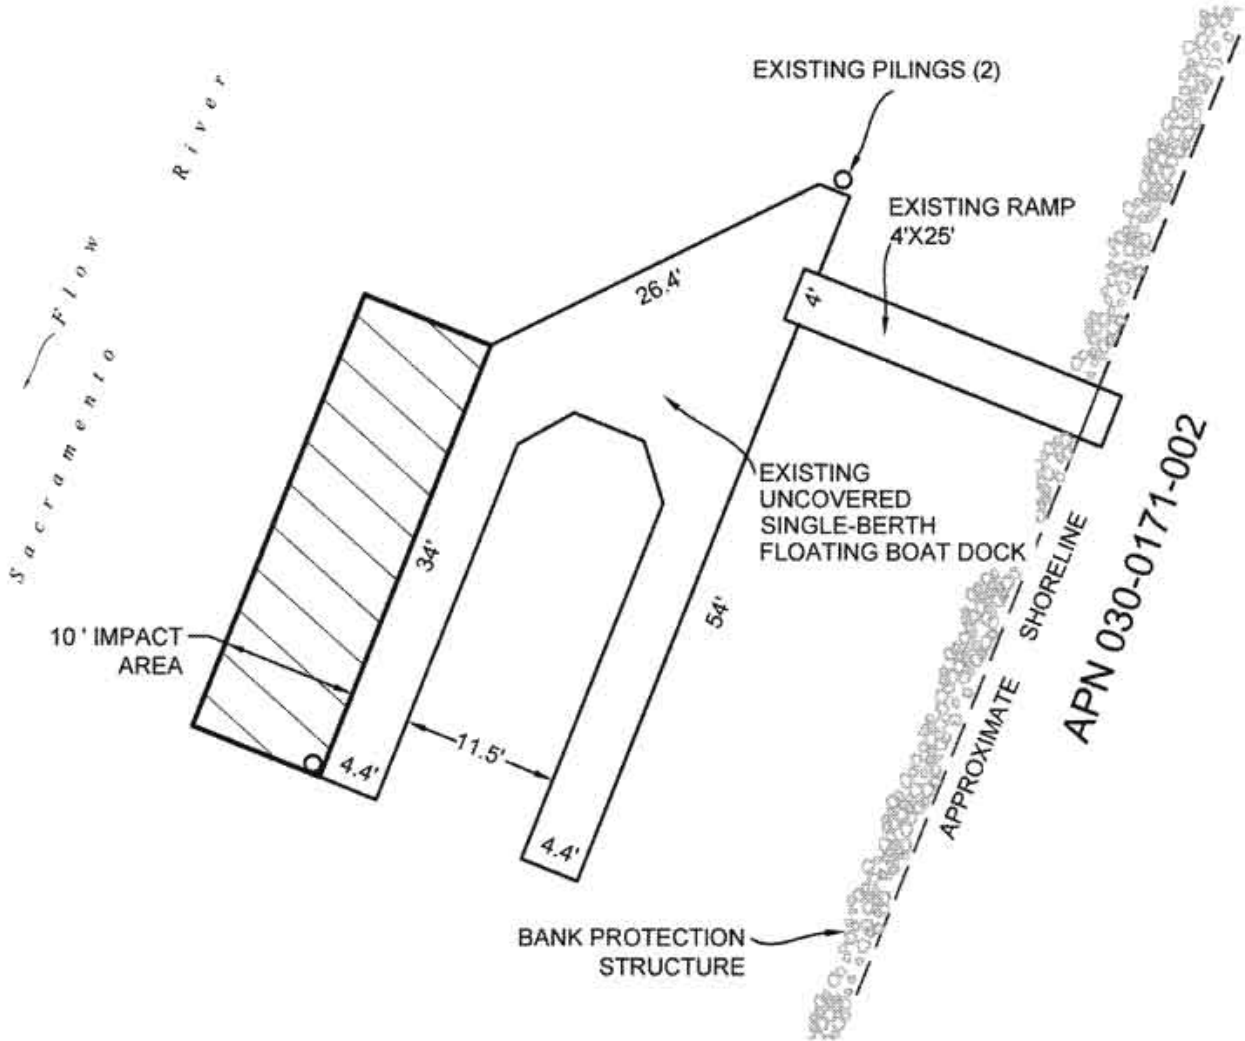 EXISTING PILINGS (2)
River
Flow
Sacramento
EXISTING RAMP
4'X25'
4'
26.4'
34'
EXISTING
UNCOVERED
SINGLE-BERTH
FLOATING BOAT DOCK
54'
10 ' IMPACT
AREA
11.5'
4.4'
4.4'
APPROXIMATE SHORELINE
APN 030-0171-002
BANK PROTECTION
STRUCTURE